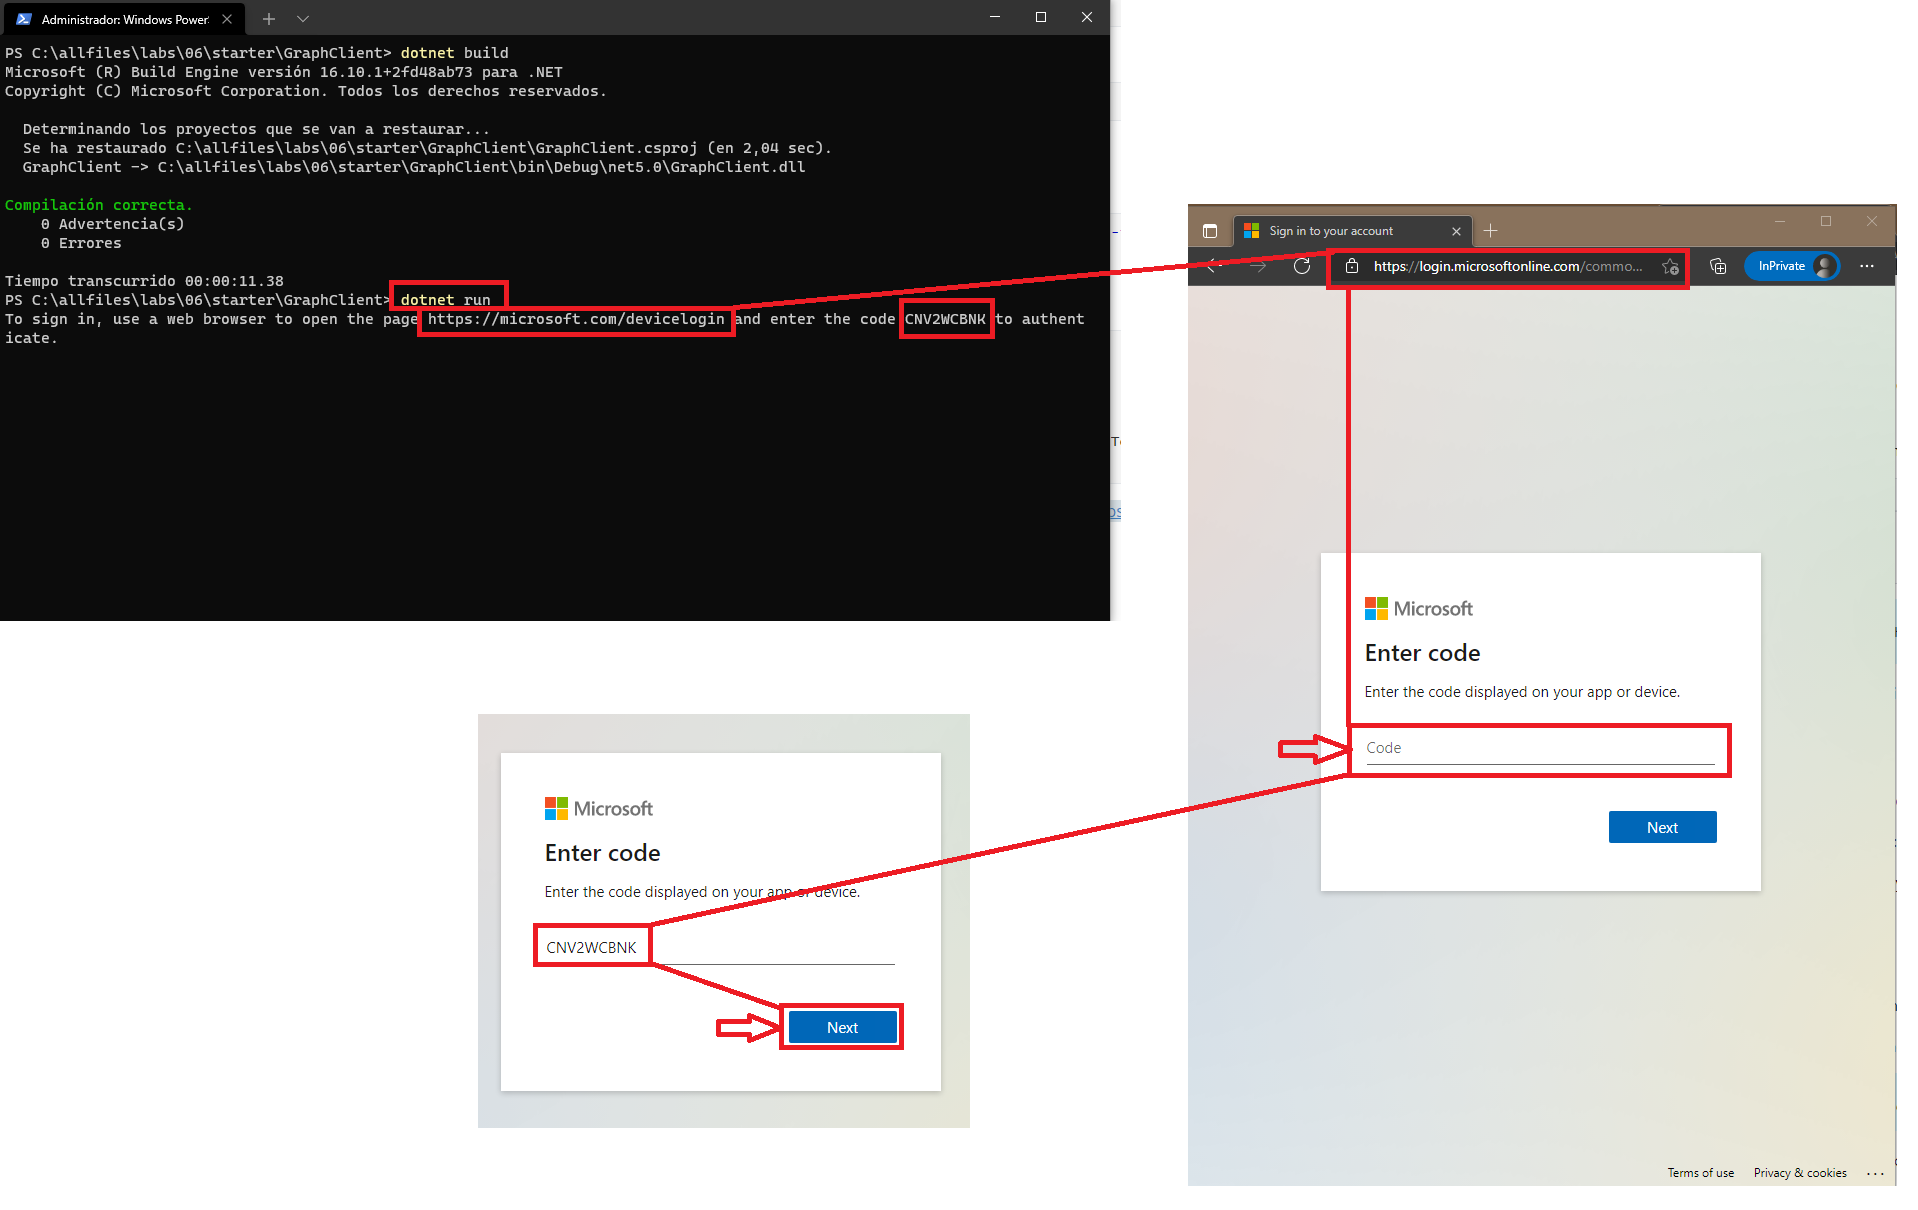 Administrador: Windows Power
PS C:\allfiles\labs\06\starter\GraphClient> dotnet build
Microsoft (R) Build Engine versión 16.10.1+2fd48ab73 para .NET
Copyright (C) Microsoft Corporation. Todos los derechos reservados.
Determinando los proyectos que se van a restaurar...
Se ha restaurado C:\allfiles\labs\06\starter\GraphClient\GraphClient.csproj (en 2,04 sec).
GraphClient -> C:\allfiles\labs\06\starter\GraphClient\bin\Debug\net5.0\GraphClient.dll
Compilación correcta.
0 Advertencia(s)
0 Errores
Tiempo transcurrido 00:00:11.38
PS C:\allfiles\labs\06\starter\GraphClient> dotnet run
To sign in, use a web browser to open the page https://microsoft.com/devicelogin and enter the code CNV2WCBNK to authent
icate.
Sign in to your account
https://login.microsoftonline.com/commo...
InPrivate
Microsoft
Enter code
Enter the code displayed on your app or device.
Code
Next
Terms of use Privacy & cookies ...
Microsoft
Enter code
Enter the code displayed on your app or device.
CNV2WCBNK
Next